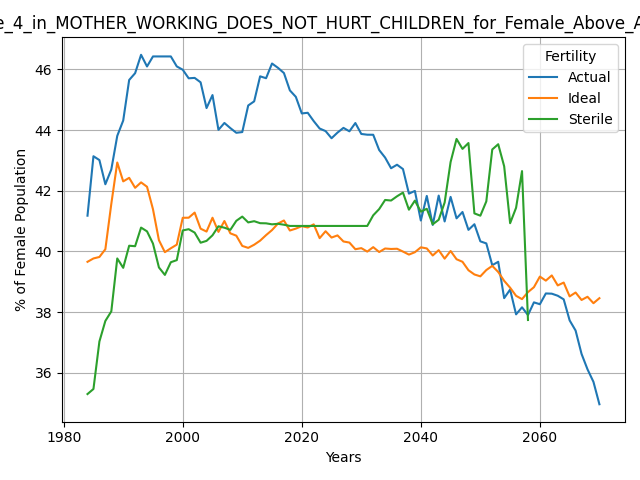 e_4_in_MOTHER_WORKING_DOES_NOT_HURT_CHILDREN_for_Female_Above_A
Fertility
Actual
Ideal
Sterile
% of Female Population
46
44
42
40
38
36
1980
2000
2020
2040
2060
Years